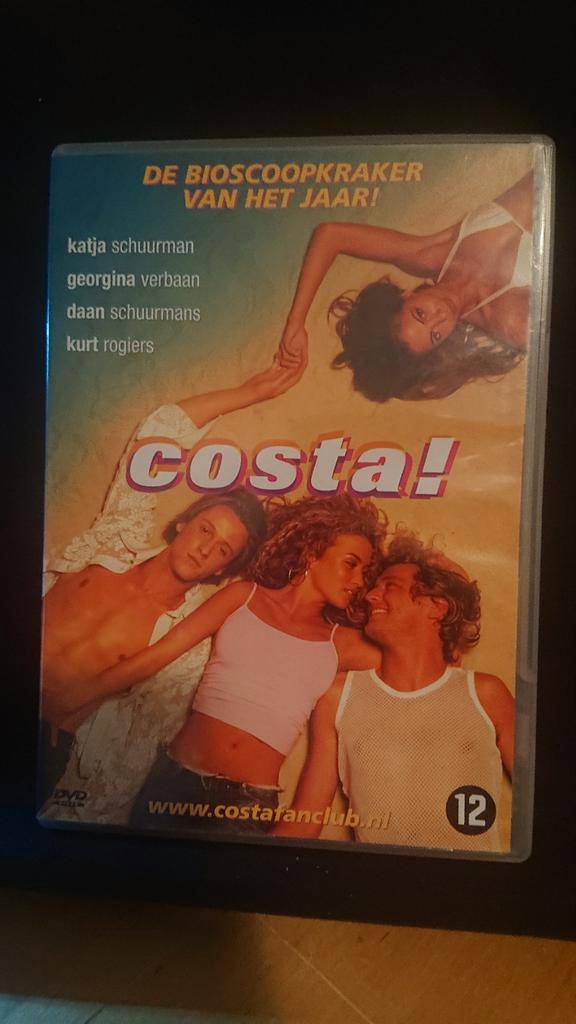 DE BIOSCOOPKRAKER
VAN HET JAAR!
katja schuurman
georgina verbaan
daan schuurmans
kurt rogiers
costa!
DVD
www.costafanclub.nl
12